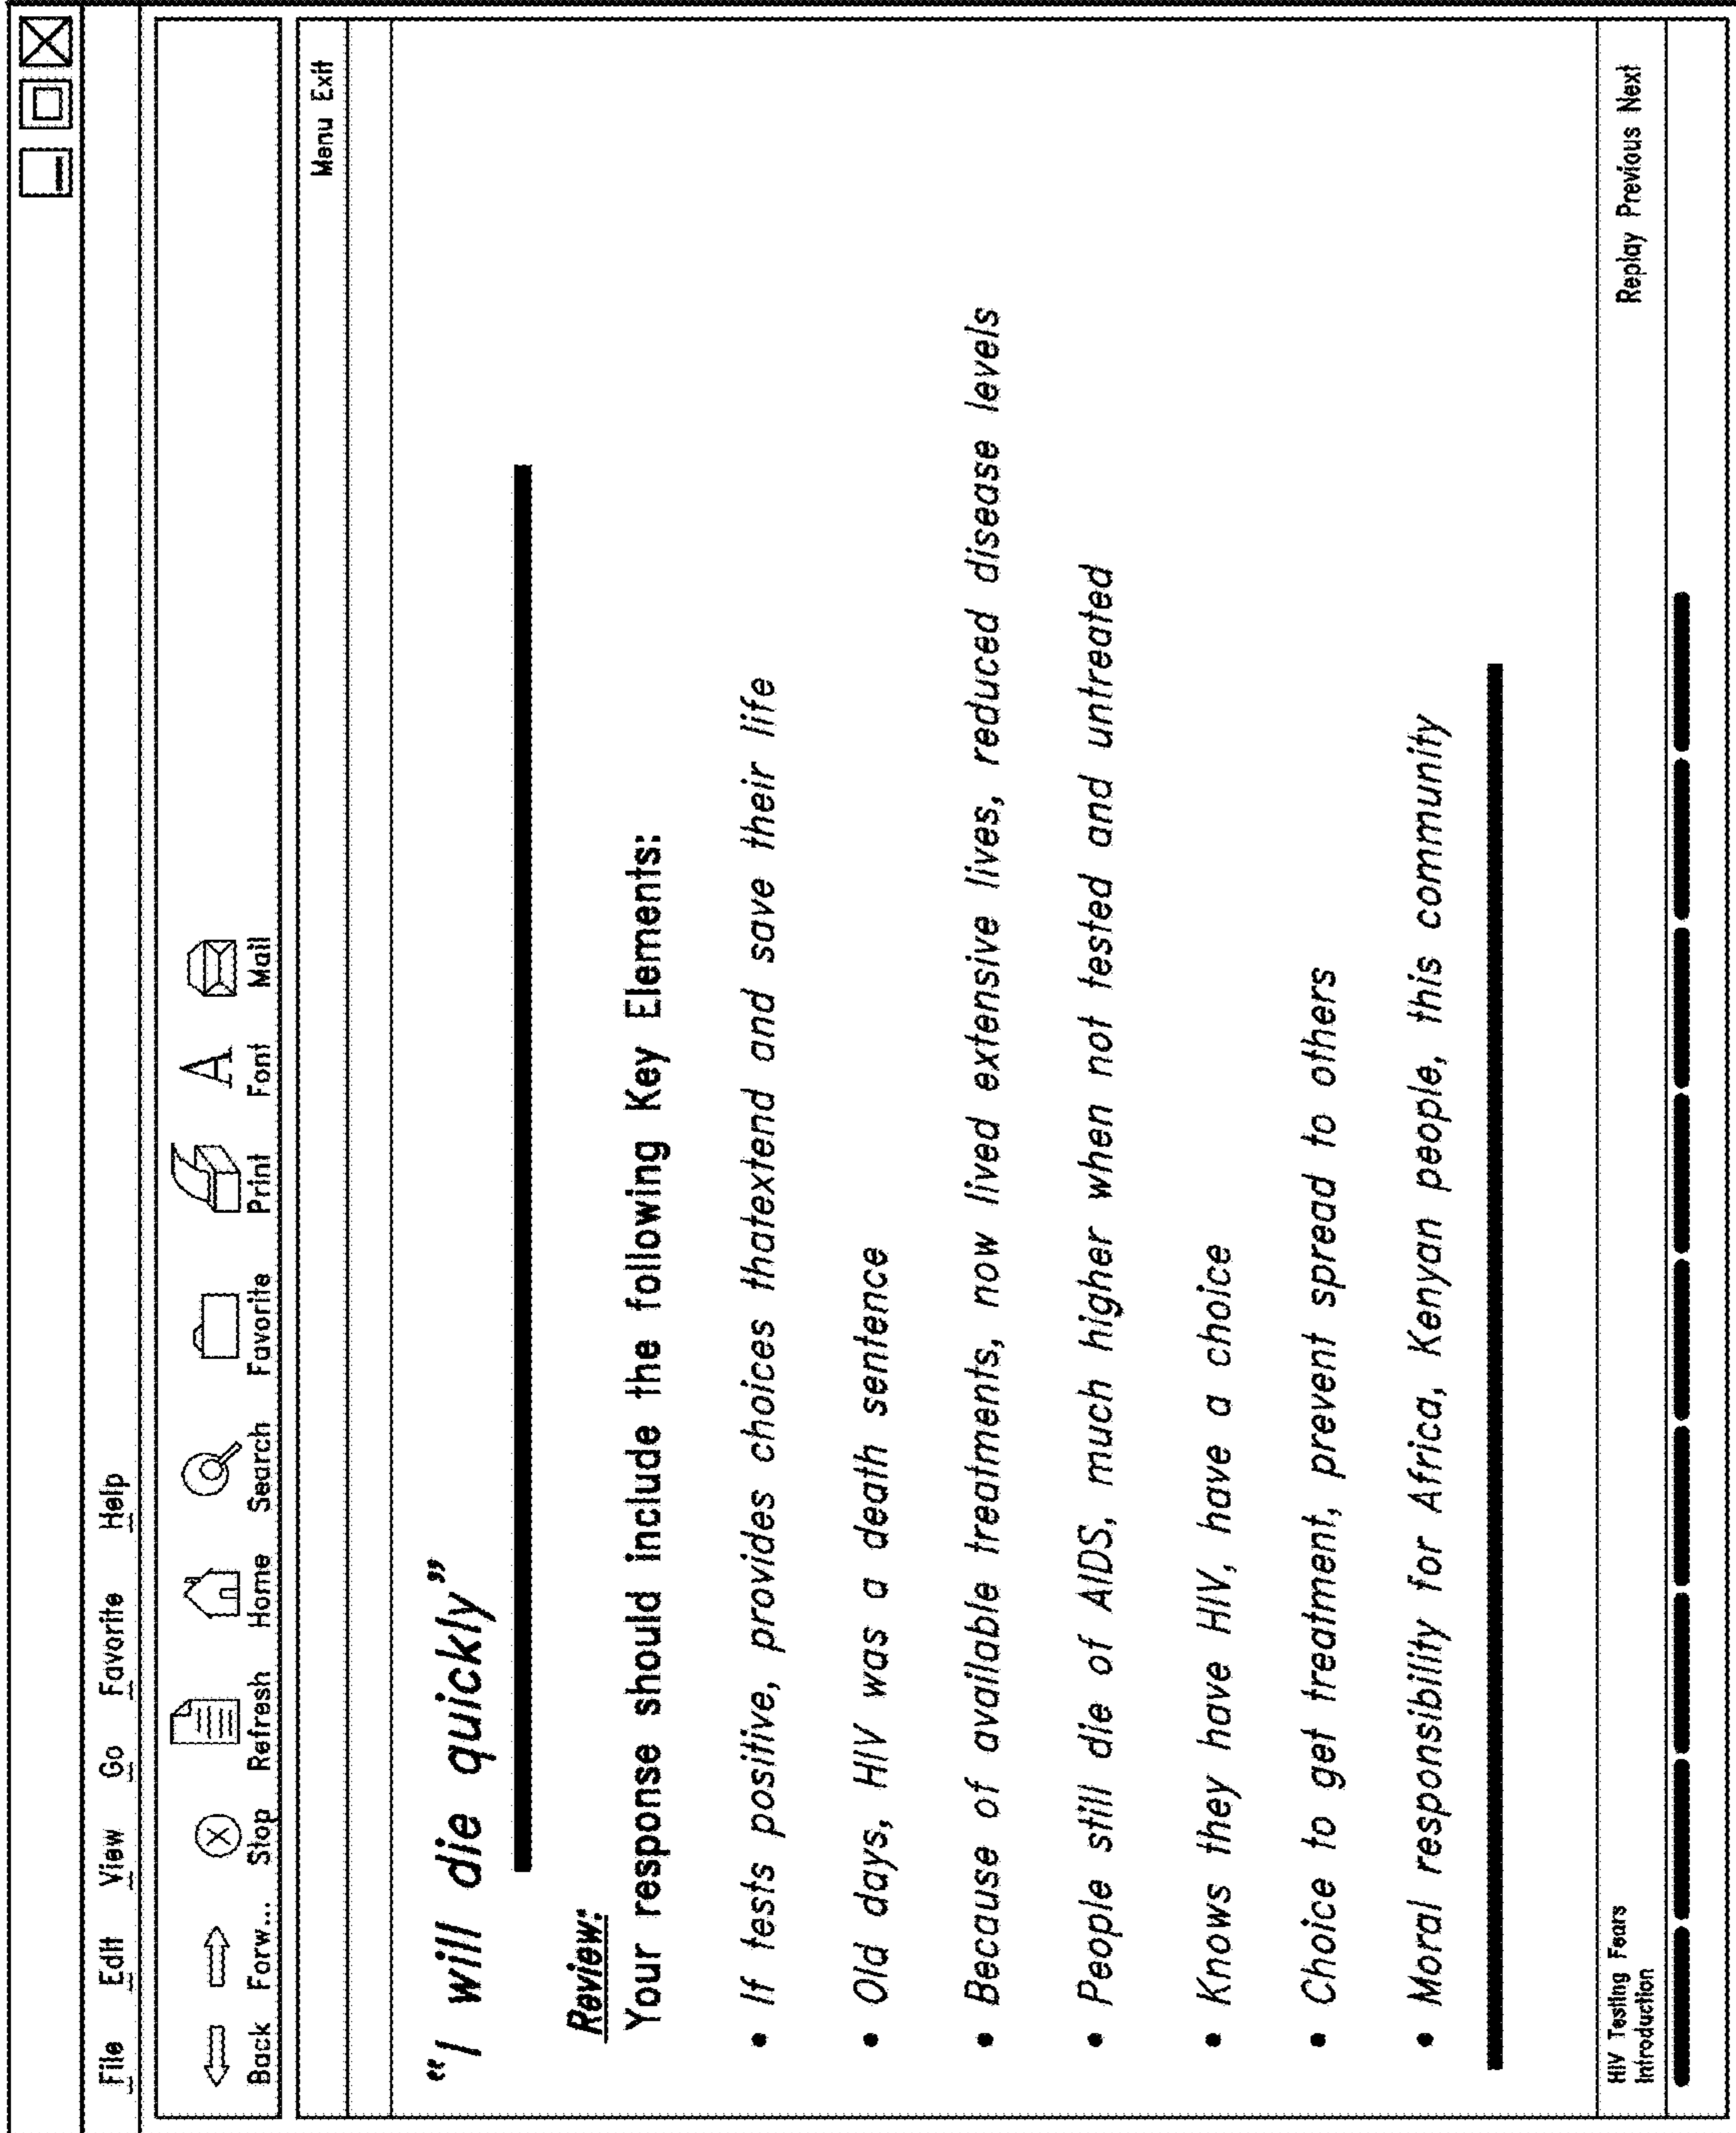 File Edit View Go Favorite Help
Back Forw... Stop Refresh Home Search Favorite Print Font Mail
Menu Exit
“I will die quickly”
Review:
Your response should include the following Key Elements:
• If tests positive, provides choices thatextend and save their life
• Old days, HIV was a death sentence
• Because of available treatments, now lived extensive lives, reduced disease levels
• People still die of AIDS, much higher when not tested and untreated
• Knows they have HIV, have a choice
• Choice to get treatment, prevent spread to others
• Moral responsibility for Africa, Kenyan people, this community
HIV Testing Fears
Introduction
Replay Previous Next